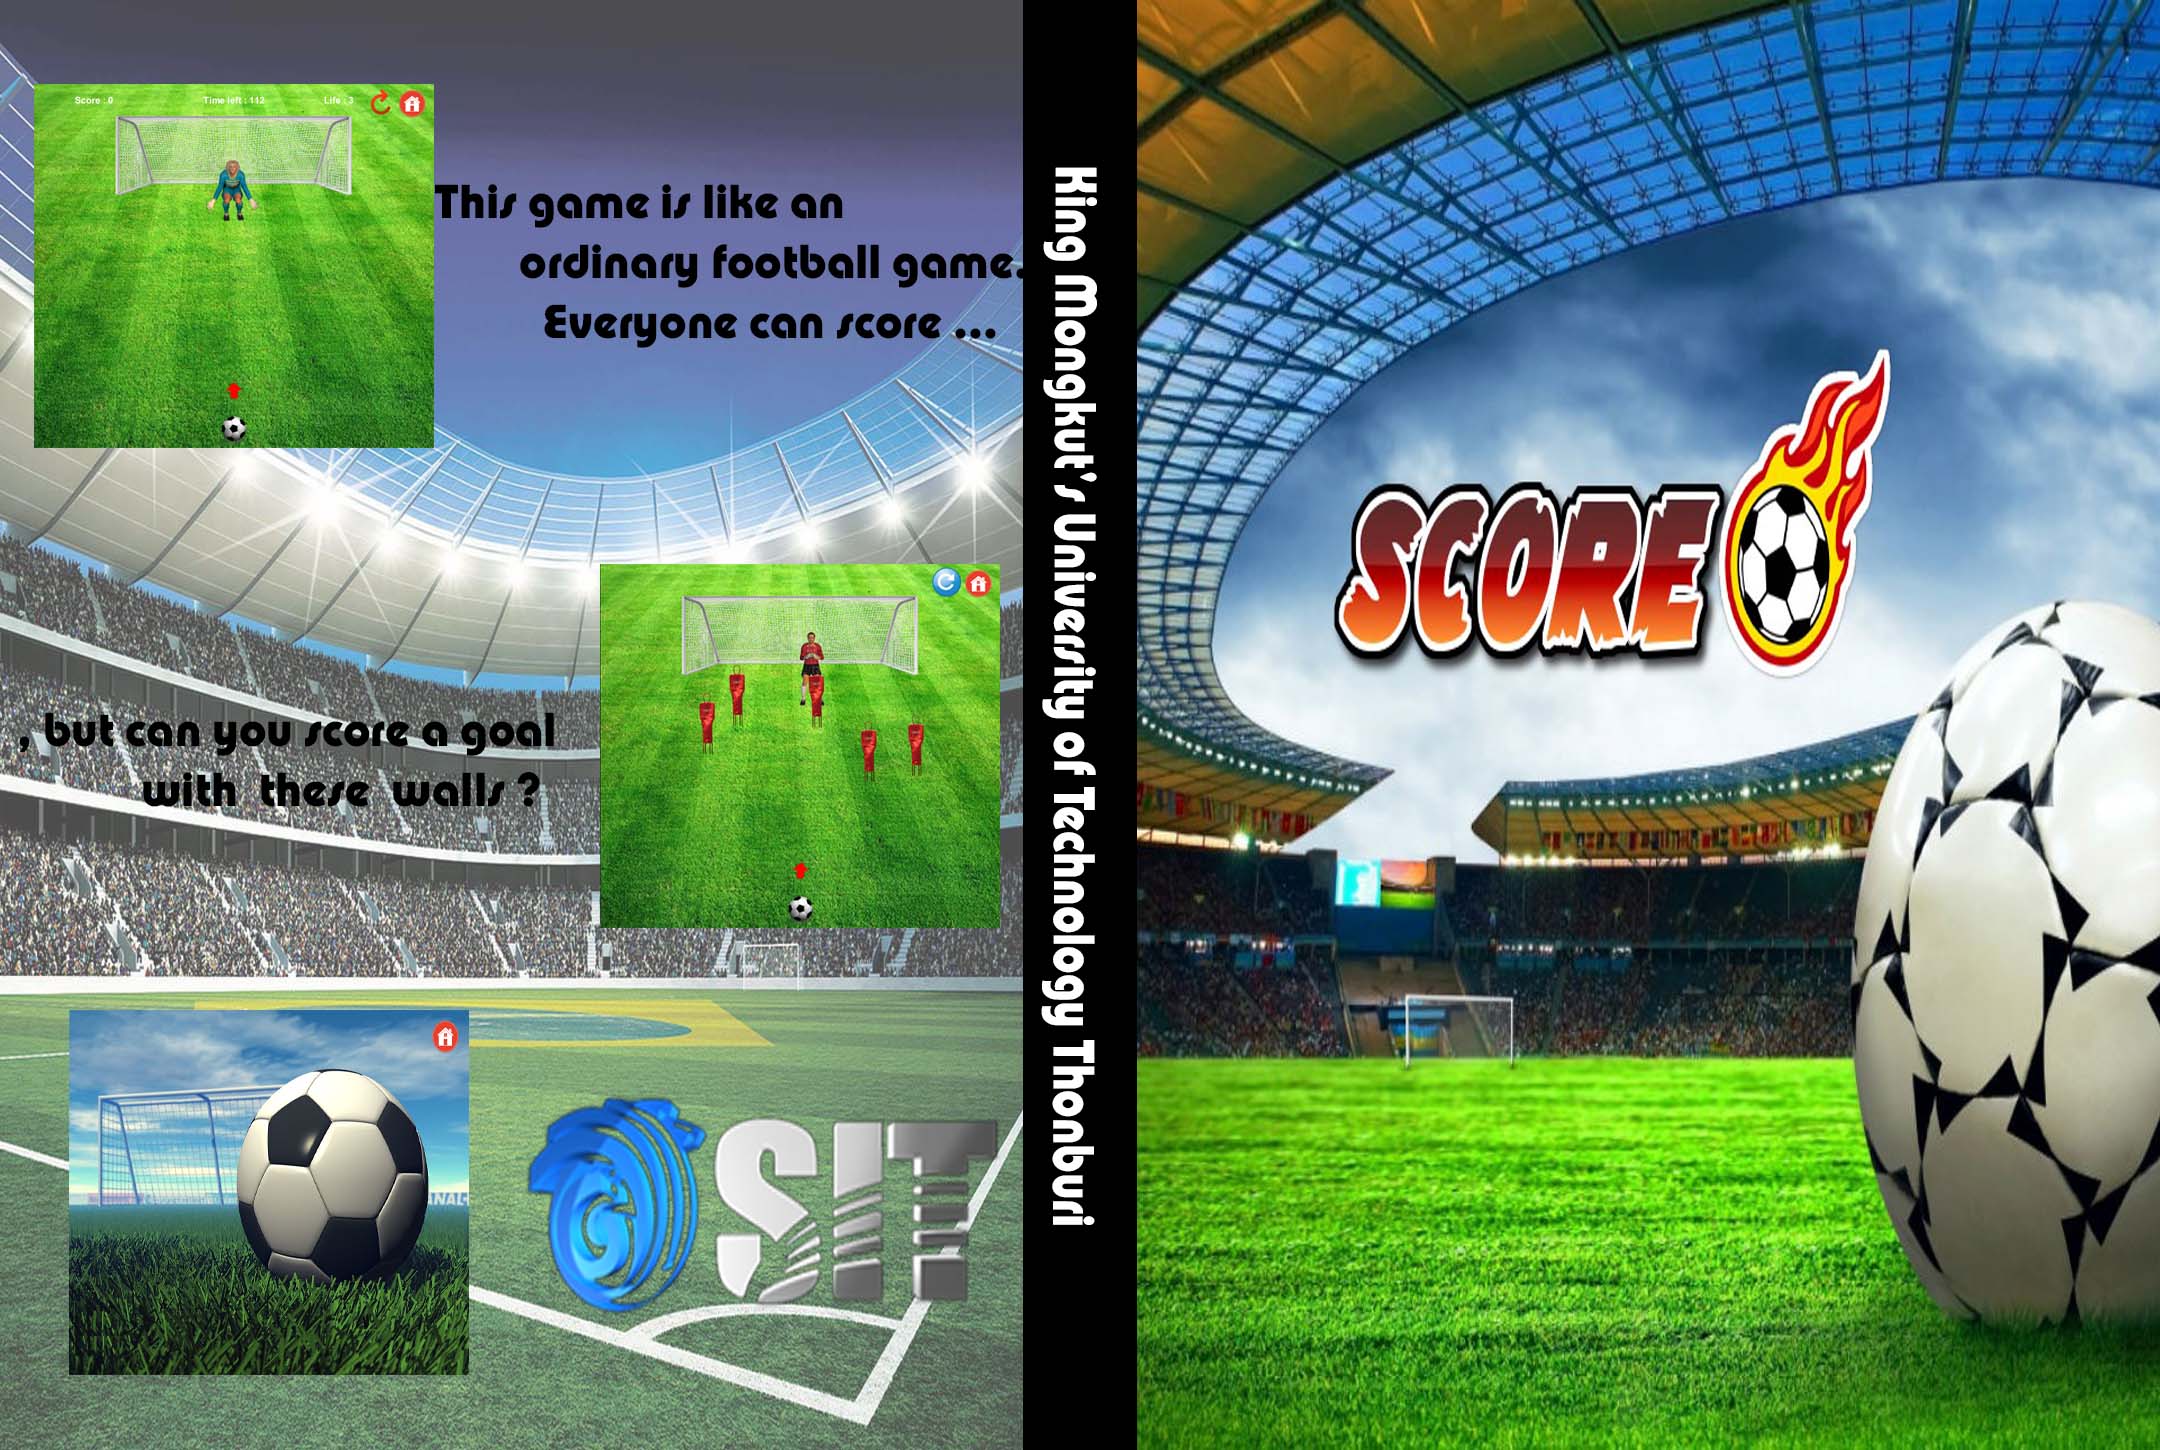 Score : 0 Time left : 112 Life : 3
This game is like an
ordinary football game.
Everyone can score ...
, but can you score a goal
with these walls ?
ANAL
SIT
King Mongkut's University of Technology Thonburi
SCORE